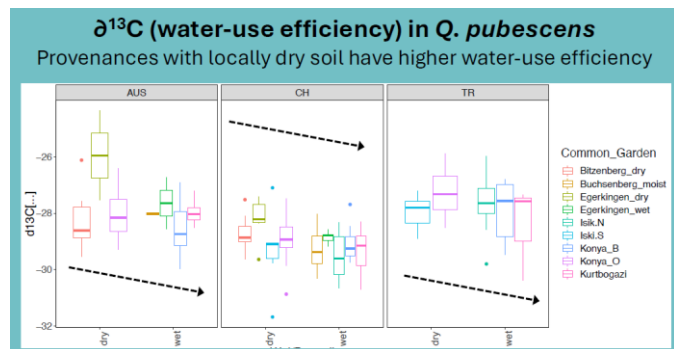 ∂¹³C (water-use efficiency) in Q. pubescens
Provenances with locally dry soil have higher water-use efficiency
AUS
CH
TR
d13C[...]
−26
−28
−30
−32
dry
wet
dry
wet
dry
wet
Common_Garden
Bitzenberg_dry
Buchsenberg_moist
Egerkingen_dry
Egerkingen_wet
Isik.N
Iski.S
Konya_B
Konya_O
Kurtbogazi